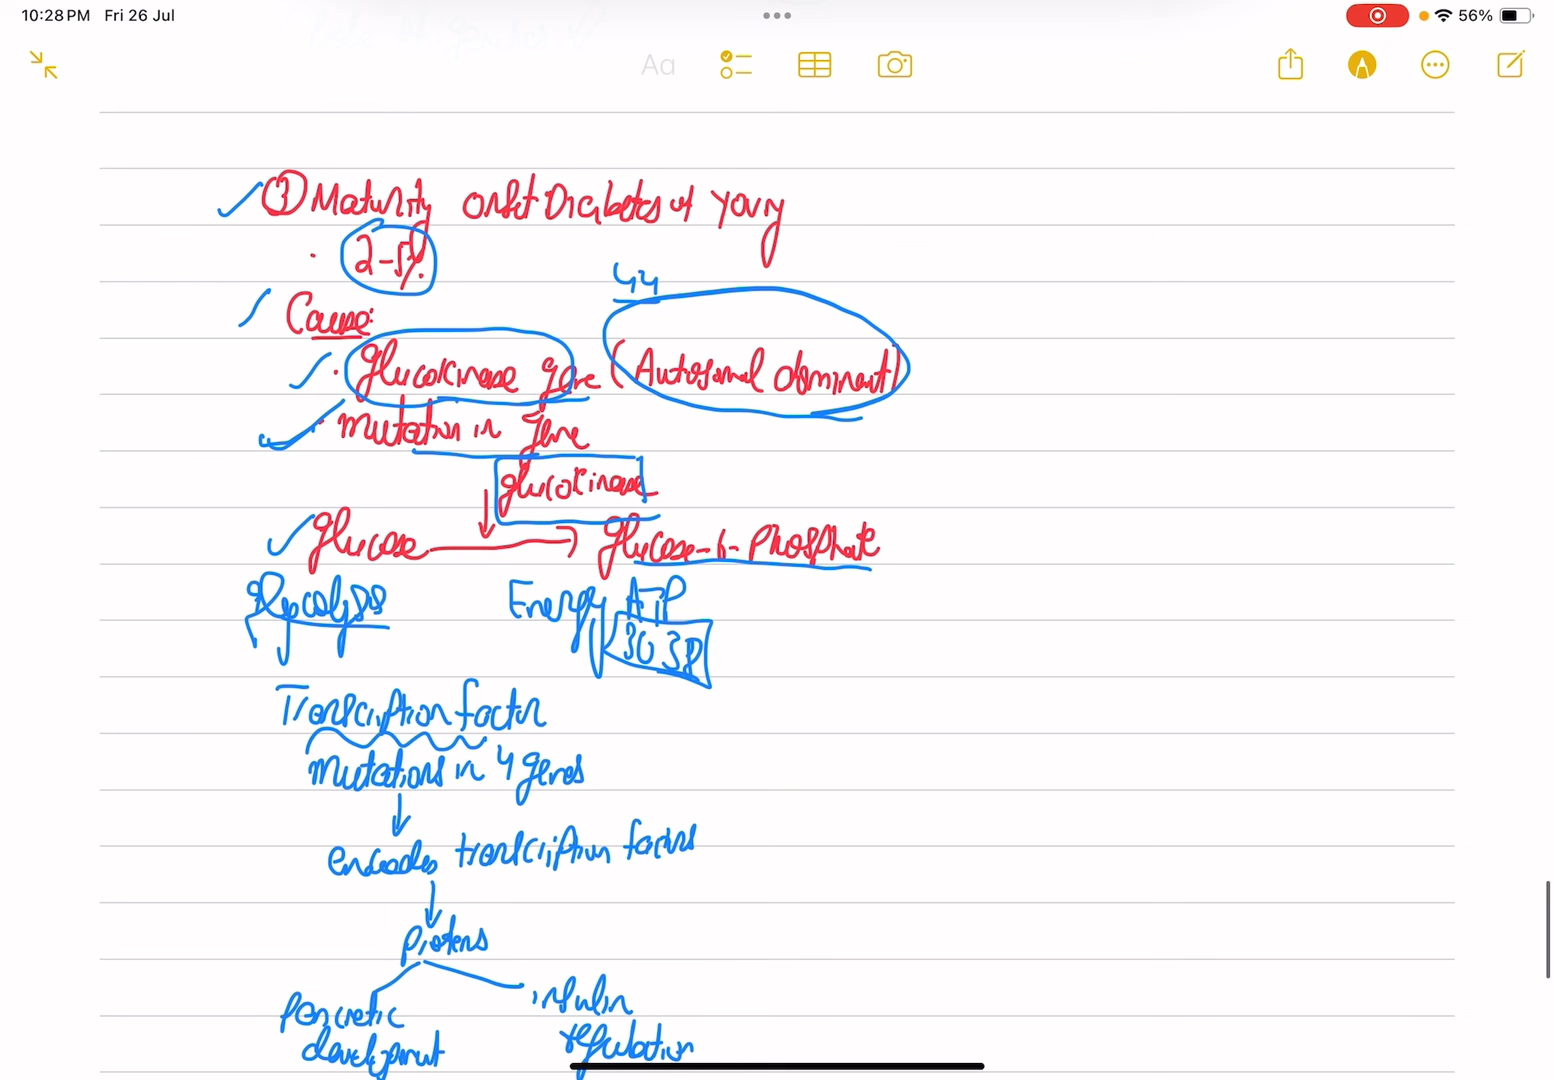 10:28 PM Fri 26 Jul
56%
Aa
③ Maturity onset Diabetes of Young
2-5%
44
Cause:
glucokinase gene (Autosomal dominant)
mutation in gene
glucokinase
glucose → glucose-6-Phosphate
glycolysis Energy ATP
30 38
Transcription factor
mutations in 4 genes
encodes transcription factors
Proteins
Pancretic insulin
development regulation